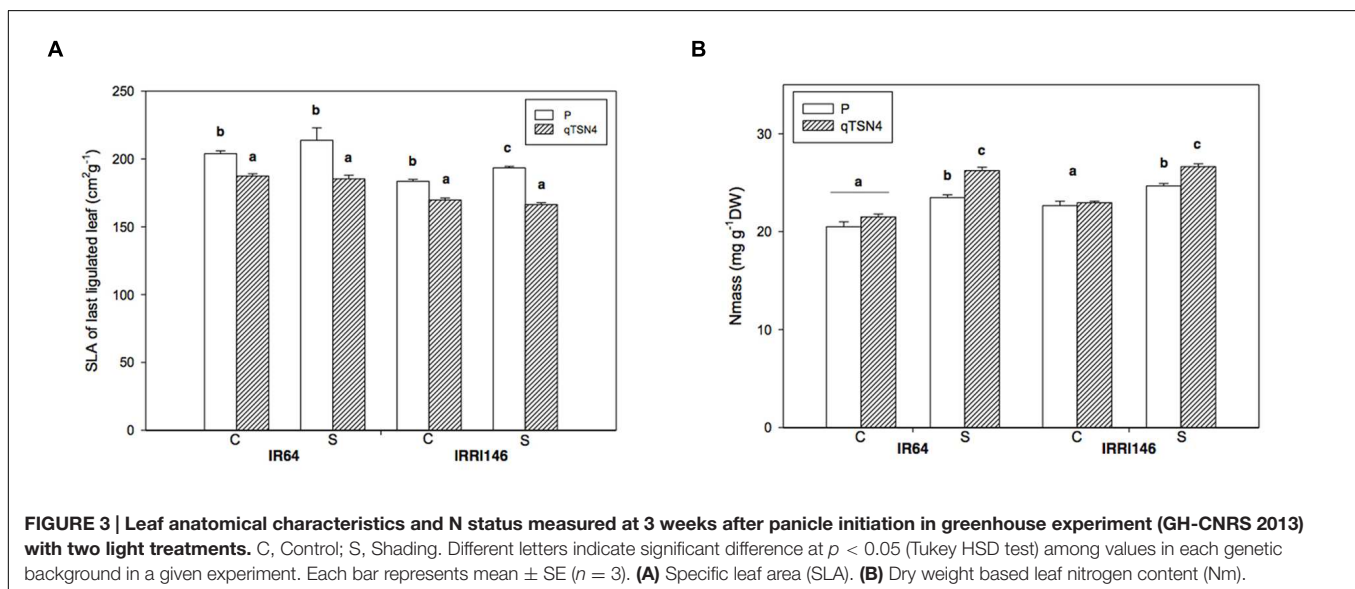 A
250
200
150
100
50
0
SLA of last ligulated leaf (cm²g⁻¹)
P
qTSN4
b
a
b
a
b
a
c
a
C
S
C
S
IR64
IRRI146
B
30
20
10
0
Nmass (mg g⁻¹DW)
P
qTSN4
a
b
c
a
b
c
C
S
C
S
IR64
IRRI146
FIGURE 3 | Leaf anatomical characteristics and N status measured at 3 weeks after panicle initiation in greenhouse experiment (GH-CNRS 2013)
with two light treatments. C, Control; S, Shading. Different letters indicate significant difference at p < 0.05 (Tukey HSD test) among values in each genetic
background in a given experiment. Each bar represents mean ± SE (n = 3). (A) Specific leaf area (SLA). (B) Dry weight based leaf nitrogen content (Nm).